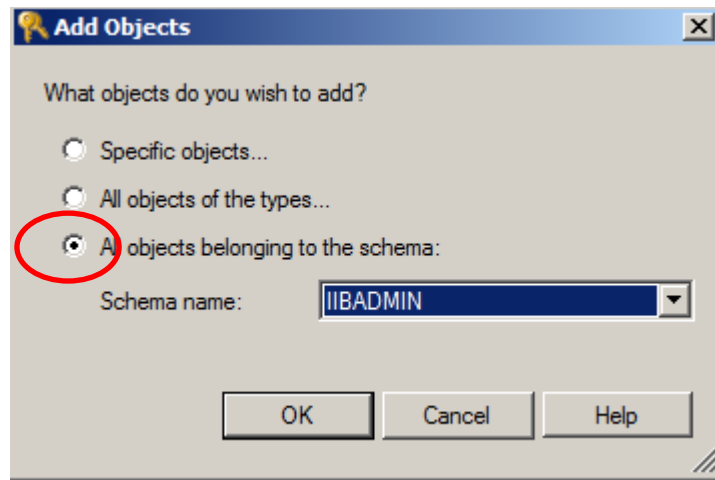 Add Objects
What objects do you wish to add?
Specific objects...
All objects of the types...
All objects belonging to the schema:
Schema name: IIBADMIN
OK Cancel Help